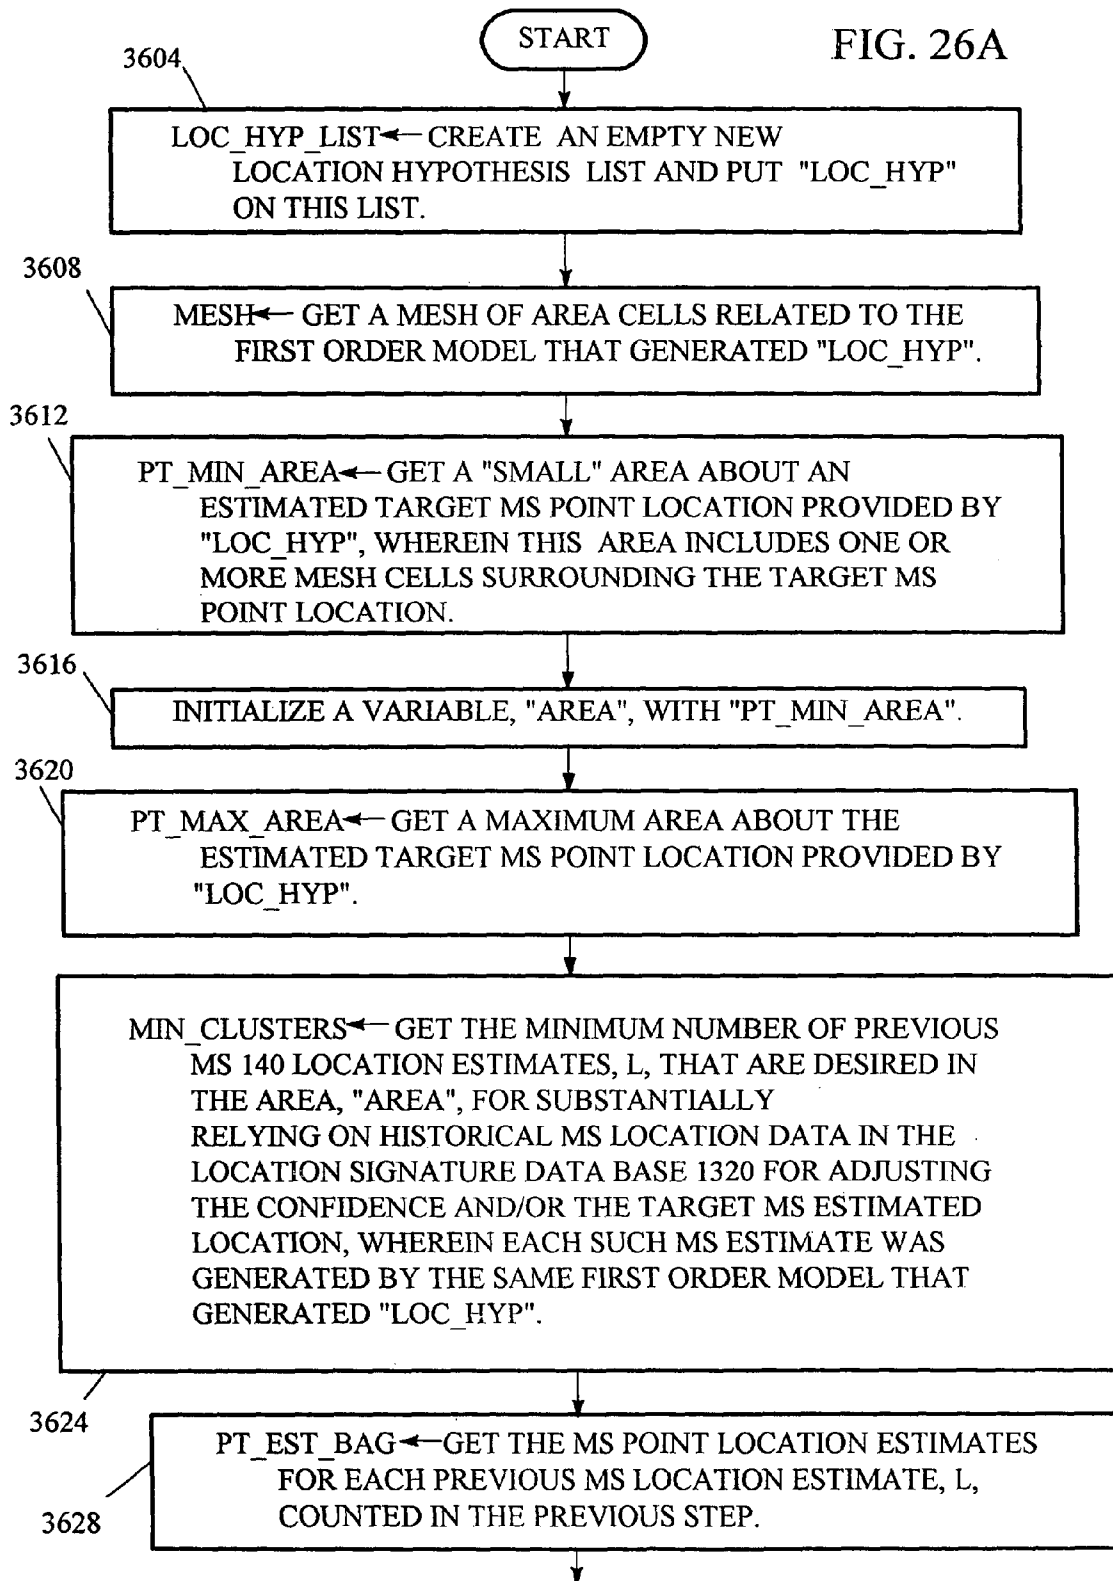 START
FIG. 26A
3604
LOC_HYP_LIST← CREATE AN EMPTY NEW
LOCATION HYPOTHESIS LIST AND PUT "LOC_HYP"
ON THIS LIST.
3608
MESH← GET A MESH OF AREA CELLS RELATED TO THE
FIRST ORDER MODEL THAT GENERATED "LOC_HYP".
3612
PT_MIN_AREA← GET A "SMALL" AREA ABOUT AN
ESTIMATED TARGET MS POINT LOCATION PROVIDED BY
"LOC_HYP", WHEREIN THIS AREA INCLUDES ONE OR
MORE MESH CELLS SURROUNDING THE TARGET MS
POINT LOCATION.
3616
INITIALIZE A VARIABLE, "AREA", WITH "PT_MIN_AREA".
3620
PT_MAX_AREA← GET A MAXIMUM AREA ABOUT THE
ESTIMATED TARGET MS POINT LOCATION PROVIDED BY
"LOC_HYP".
MIN_CLUSTERS← GET THE MINIMUM NUMBER OF PREVIOUS
MS 140 LOCATION ESTIMATES, L, THAT ARE DESIRED IN
THE AREA, "AREA", FOR SUBSTANTIALLY
RELYING ON HISTORICAL MS LOCATION DATA IN THE
LOCATION SIGNATURE DATA BASE 1320 FOR ADJUSTING
THE CONFIDENCE AND/OR THE TARGET MS ESTIMATED
LOCATION, WHEREIN EACH SUCH MS ESTIMATE WAS
GENERATED BY THE SAME FIRST ORDER MODEL THAT
GENERATED "LOC_HYP".
3624
PT_EST_BAG←GET THE MS POINT LOCATION ESTIMATES
FOR EACH PREVIOUS MS LOCATION ESTIMATE, L,
COUNTED IN THE PREVIOUS STEP.
3628